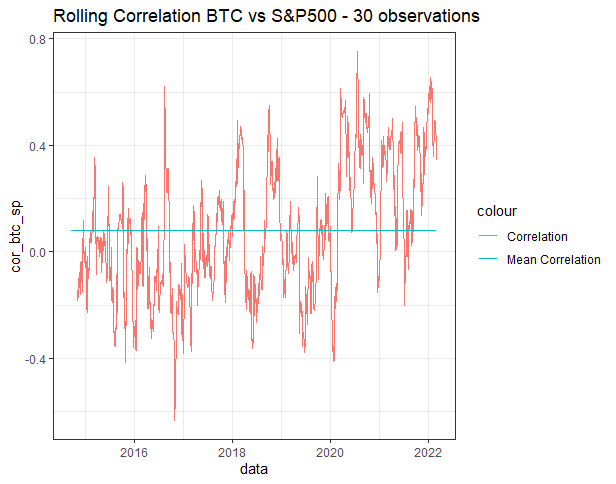 Rolling Correlation BTC vs S&P500 - 30 observations
0.8
0.4
0.0
-0.4
cor_btc_sp
2016
2018
2020
2022
data
colour
Correlation
Mean Correlation